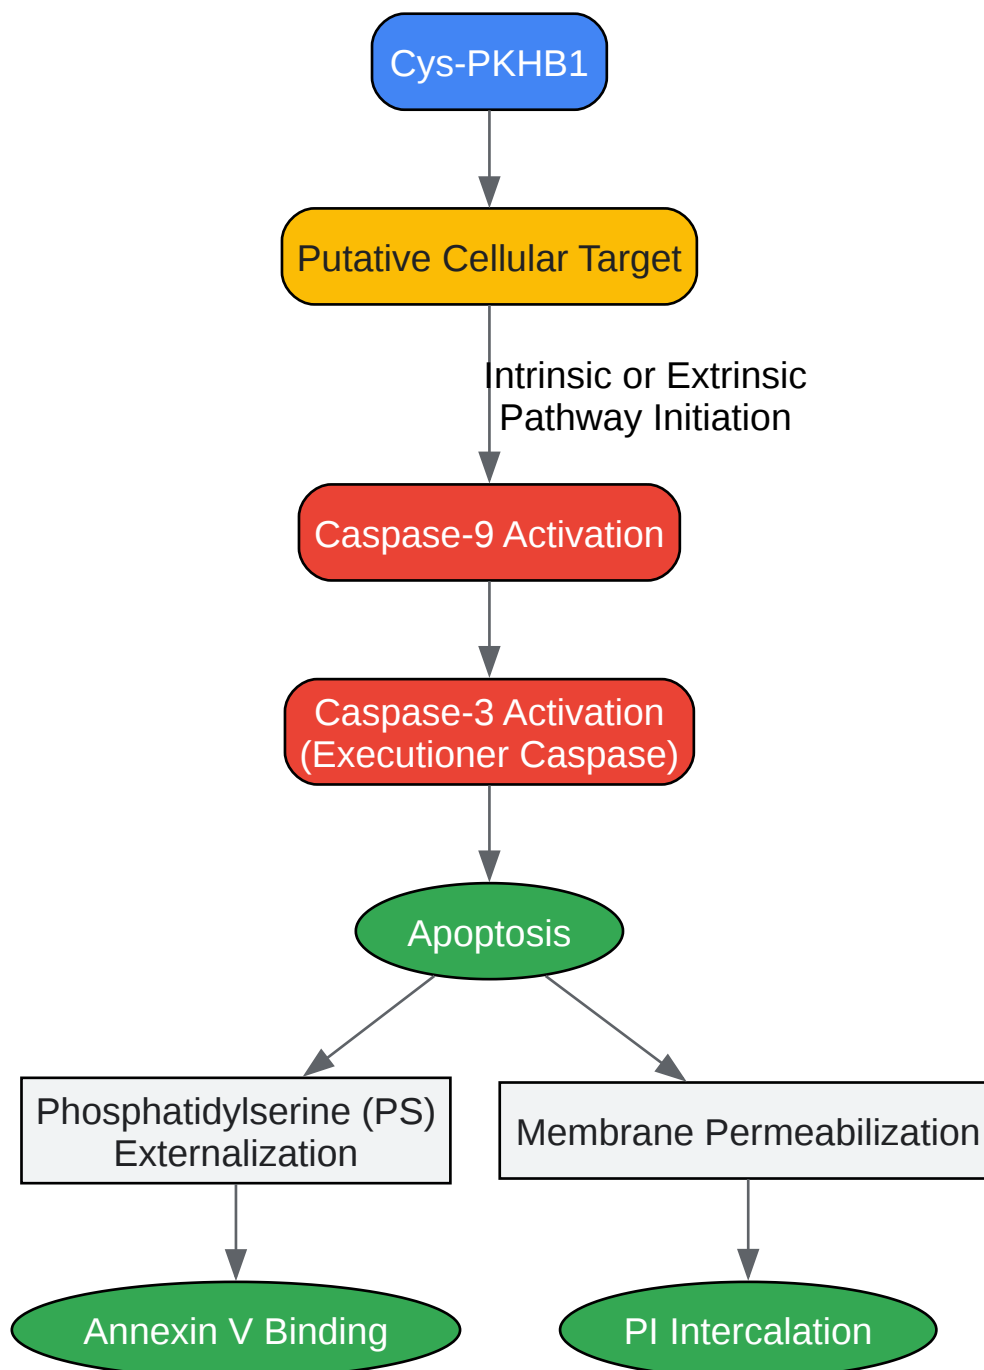 Cys-PKHB1
Putative Cellular Target
Intrinsic or Extrinsic
Pathway Initiation
Caspase-9 Activation
Caspase-3 Activation
(Executioner Caspase)
Apoptosis
Phosphatidylserine (PS)
Externalization
Membrane Permeabilization
Annexin V Binding
PI Intercalation